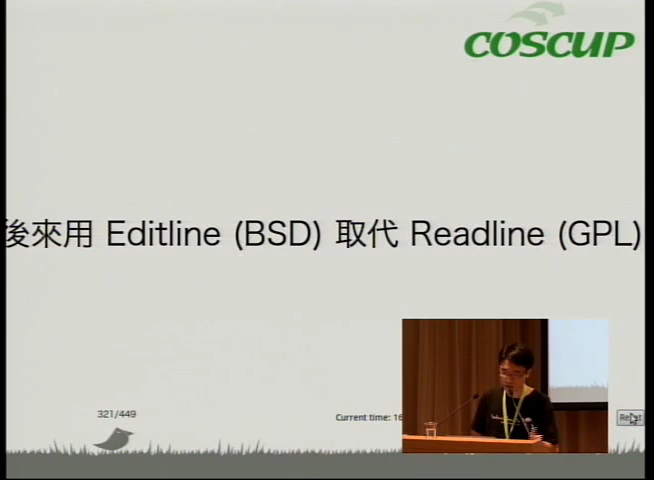 COSCUP
後來用 Editline (BSD) 取代 Readline (GPL)
321/449
Current time: 16